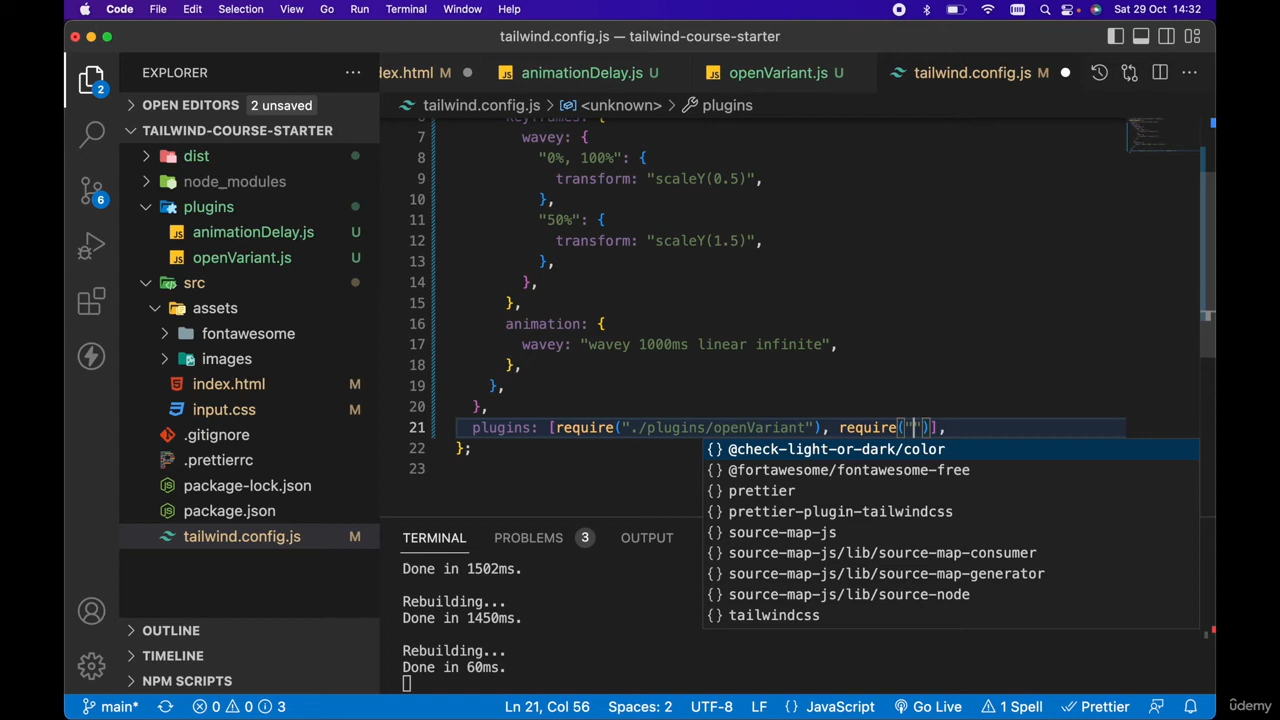 Code File Edit Selection View Go Run Terminal Window Help Sat 29 Oct 14:32
tailwind.config.js — tailwind-course-starter
EXPLORER
dex.html
animationDelay.js U
openVariant.js U
tailwind.config.js M
OPEN EDITORS 2 unsaved
tailwind.config.js > <unknown> > plugins
TAILWIND-COURSE-STARTER
dist
node_modules
plugins
animationDelay.js U
openVariant.js U
src
assets
fontawesome
images
index.html M
input.css M
.gitignore
.prettierrc
package-lock.json
package.json
tailwind.config.js M
OUTLINE
TIMELINE
NPM SCRIPTS
2
6
6 keyframes: {
7 wavey: {
8 "0%, 100%": {
9 transform: "scaleY(0.5)",
10 },
11 "50%": {
12 transform: "scaleY(1.5)",
13 },
14 },
15 },
16 animation: {
17 wavey: "wavey 1000ms linear infinite",
18 },
19 },
20 },
21 plugins: [require("./plugins/openVariant"), require("")],
22 };
23
{} @check-light-or-dark/color
{} @fortawesome/fontawesome-free
{} prettier
{} prettier-plugin-tailwindcss
{} source-map-js
{} source-map-js/lib/source-map-consumer
{} source-map-js/lib/source-map-generator
{} source-map-js/lib/source-node
{} tailwindcss
TERMINAL PROBLEMS 3 OUTPUT
Done in 1502ms.
Rebuilding...
Done in 1450ms.
Rebuilding...
Done in 60ms.
main* 0 0 3 Ln 21, Col 56 Spaces: 2 UTF-8 LF {} JavaScript Go Live 1 Spell Prettier
ûdemy